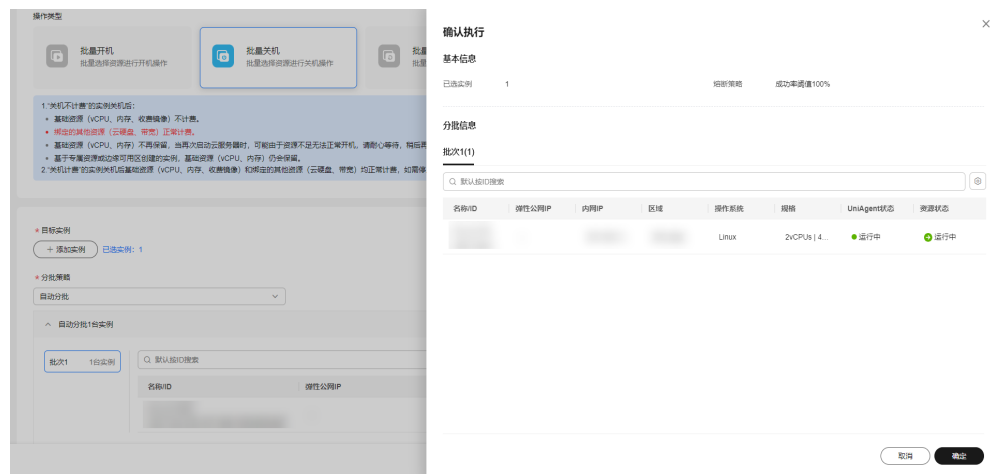 操作类型
批量开机
批量选择资源进行开机操作
批量关机
批量选择资源进行关机操作
1.“关机不计费”的实例关机后：
基础资源（vCPU、内存、收费镜像）不计费。
绑定的其他资源（云硬盘、带宽）正常计费。
基础资源（vCPU、内存）不再保留，当再次启动云服务器时，可能由于资源不足无法正常开机，请耐心等待，稍后再
基于专属资源或边缘可用区创建的实例，基础资源（vCPU、内存）仍会保留。
2.“关机计费”的实例关机后基础资源（vCPU、内存、收费镜像）和绑定的其他资源（云硬盘、带宽）均正常计费，如需停
* 目标实例
+ 添加实例
已选实例：1
* 分批策略
自动分批
自动分批1台实例
批次1 1台实例
默认按ID搜索
名称/ID 弹性公网IP
确认执行
基本信息
已选实例 1 熔断策略 成功率阈值100%
分批信息
批次1(1)
默认按ID搜索
名称/ID 弹性公网IP 内网IP 区域 操作系统 规格 UniAgent状态 资源状态
Linux 2vCPUs | 4... 运行中 运行中
取消 确定